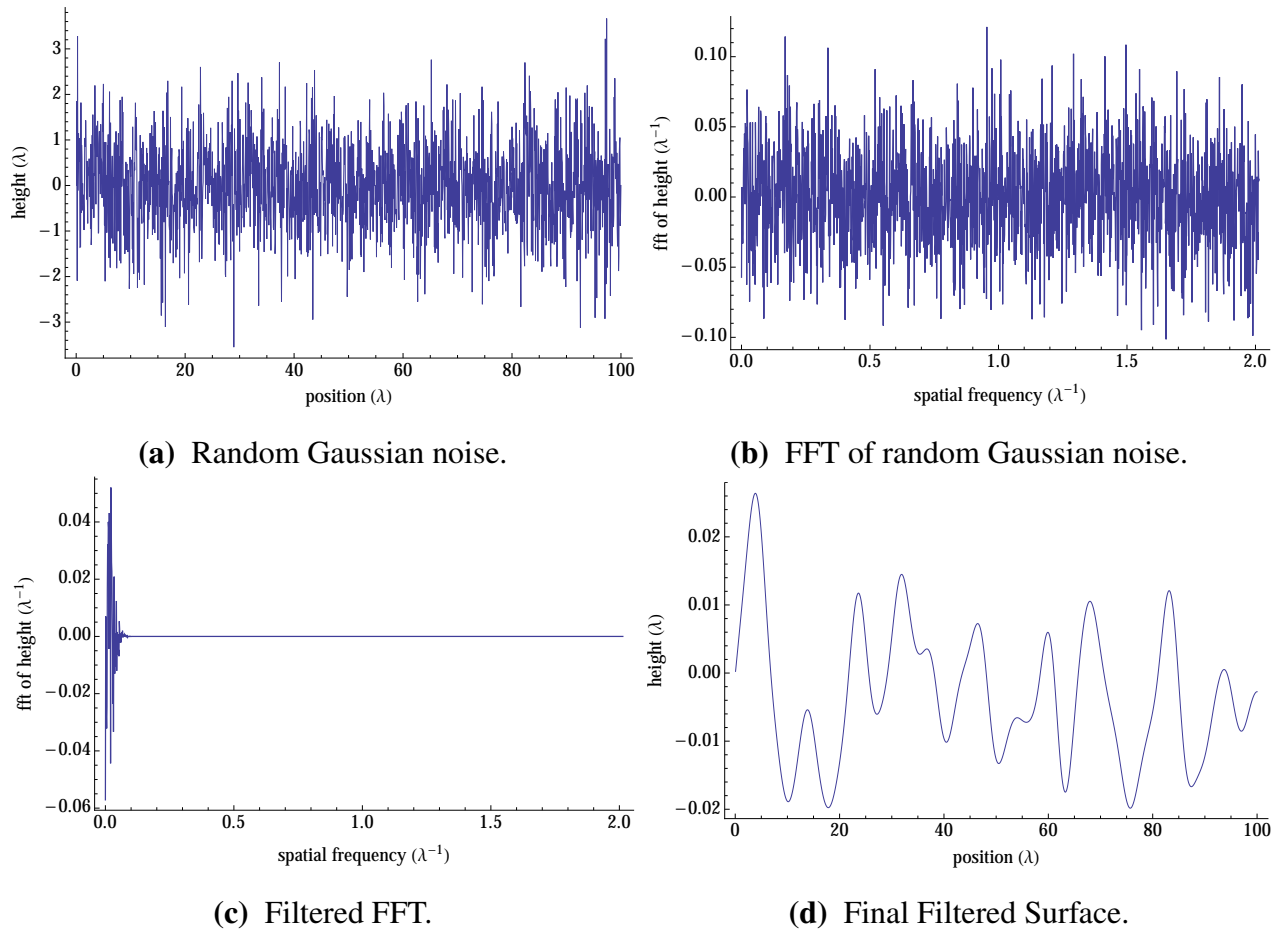 3
2
1
0
−1
−2
−3
height (λ)
0 20 40 60 80 100
position (λ)
(a) Random Gaussian noise.
0.10
0.05
0.00
−0.05
−0.10
fft of height (λ⁻¹)
0.0 0.5 1.0 1.5 2.0
spatial frequency (λ⁻¹)
(b) FFT of random Gaussian noise.
0.04
0.02
0.00
−0.02
−0.04
−0.06
fft of height (λ⁻¹)
0.0 0.5 1.0 1.5 2.0
spatial frequency (λ⁻¹)
(c) Filtered FFT.
0.02
0.01
0.00
−0.01
−0.02
height (λ)
0 20 40 60 80 100
position (λ)
(d) Final Filtered Surface.